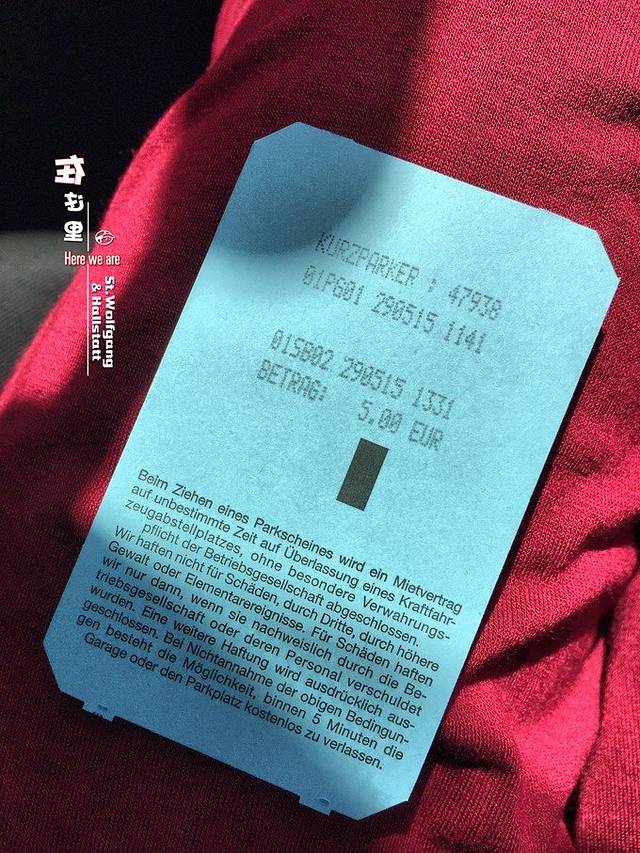 在这里
Here we are
St.Wolfgang
& Hallstatt
KURZPARKER : 47938
01PG01 290515 1141
01SB02 290515 1331
BETRAG: 5,00 EUR
Beim Ziehen eines Parkscheines wird ein Mietvertrag
auf unbestimmte Zeit auf Überlassung eines Kraftfahr-
zeugabstellplatzes, ohne besondere Verwahrungs-
pflicht der Betriebsgesellschaft abgeschlossen.
Wir haften nicht für Schäden, durch Dritte, durch höhere
Gewalt oder Elementarereignisse. Für Schäden haften
wir nur dann, wenn sie nachweislich durch die Be-
triebsgesellschaft oder deren Personal verschuldet
wurden. Eine weitere Haftung wird ausdrücklich aus-
geschlossen. Bei Nichtannahme der obigen Bedingun-
gen besteht die Möglichkeit, binnen 5 Minuten die
Garage oder den Parkplatz kostenlos zu verlassen.